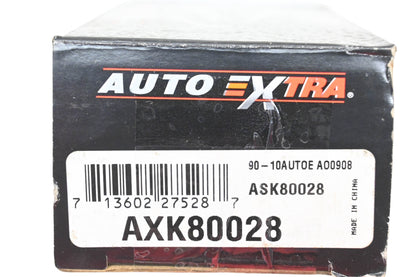 AUTO EXTRA®
90-10AUTOE A00908
ASK80028
7 13602 27528 7
MADE IN CHINA
AXK80028